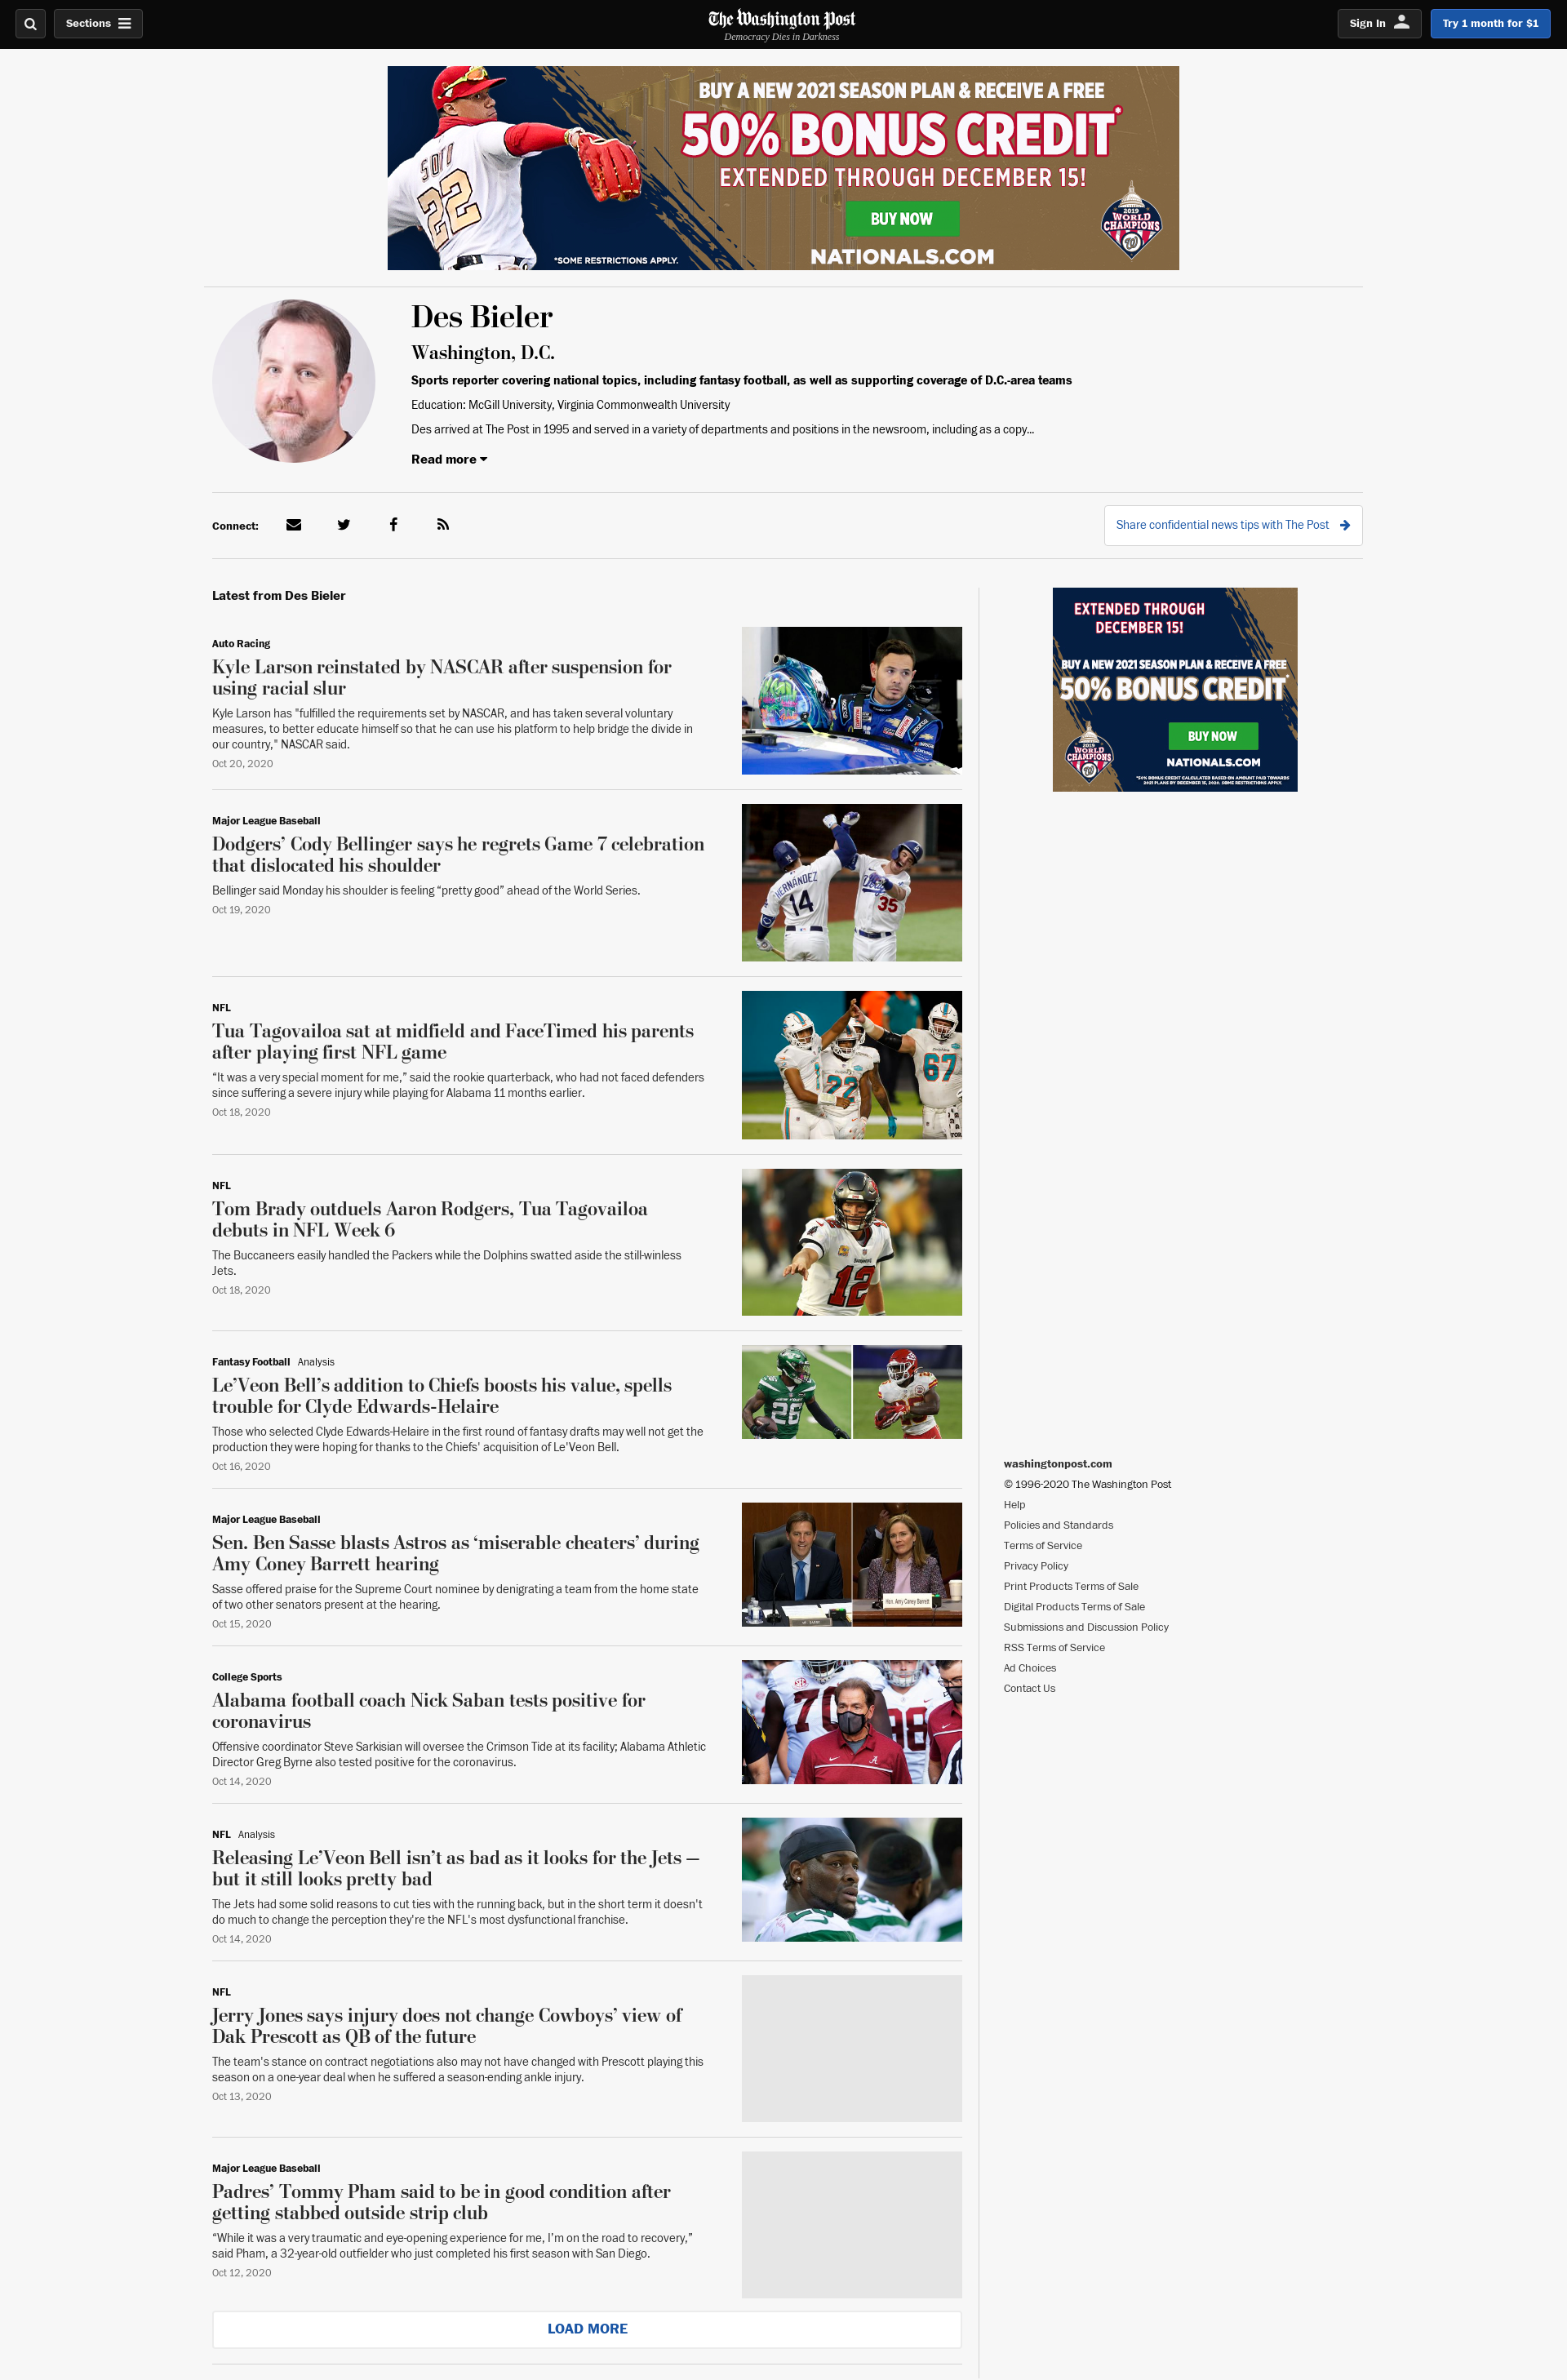 Sections
The Washington Post
Democracy Dies in Darkness
Sign In
Try 1 month for $1
SOTO
22
BUY A NEW 2021 SEASON PLAN & RECEIVE A FREE
50% BONUS CREDIT*
EXTENDED THROUGH DECEMBER 15!
BUY NOW
*SOME RESTRICTIONS APPLY.
NATIONALS.COM
2019
WORLD
CHAMPIONS
W
Des Bieler
Washington, D.C.
Sports reporter covering national topics, including fantasy football, as well as supporting coverage of D.C.-area teams
Education: McGill University, Virginia Commonwealth University
Des arrived at The Post in 1995 and served in a variety of departments and positions in the newsroom, including as a copy...
Read more
Connect:
Share confidential news tips with The Post
Latest from Des Bieler
Auto Racing
Kyle Larson reinstated by NASCAR after suspension for
using racial slur
Kyle Larson has "fulfilled the requirements set by NASCAR, and has taken several voluntary
measures, to better educate himself so that he can use his platform to help bridge the divide in
our country," NASCAR said.
Oct 20, 2020
EXTENDED THROUGH
DECEMBER 15!
BUY A NEW 2021 SEASON PLAN & RECEIVE A FREE
50% BONUS CREDIT*
BUY NOW
2019
WORLD
CHAMPIONS
W
NATIONALS.COM
*50% BONUS CREDIT CALCULATED BASED ON AMOUNT PAID TOWARDS
2021 PLANS BY DECEMBER 15, 2020. SOME RESTRICTIONS APPLY.
Major League Baseball
Dodgers’ Cody Bellinger says he regrets Game 7 celebration
that dislocated his shoulder
Bellinger said Monday his shoulder is feeling “pretty good” ahead of the World Series.
Oct 19, 2020
HERNÁNDEZ
14
35
NFL
Tua Tagovailoa sat at midfield and FaceTimed his parents
after playing first NFL game
“It was a very special moment for me,” said the rookie quarterback, who had not faced defenders
since suffering a severe injury while playing for Alabama 11 months earlier.
Oct 18, 2020
22
67
NFL
Tom Brady outduels Aaron Rodgers, Tua Tagovailoa
debuts in NFL Week 6
The Buccaneers easily handled the Packers while the Dolphins swatted aside the still-winless
Jets.
Oct 18, 2020
12
Fantasy Football Analysis
Le’Veon Bell’s addition to Chiefs boosts his value, spells
trouble for Clyde Edwards-Helaire
Those who selected Clyde Edwards-Helaire in the first round of fantasy drafts may well not get the
production they were hoping for thanks to the Chiefs' acquisition of Le'Veon Bell.
Oct 16, 2020
26
washingtonpost.com
© 1996-2020 The Washington Post
Help
Policies and Standards
Terms of Service
Privacy Policy
Print Products Terms of Sale
Digital Products Terms of Sale
Submissions and Discussion Policy
RSS Terms of Service
Ad Choices
Contact Us
Major League Baseball
Sen. Ben Sasse blasts Astros as ‘miserable cheaters’ during
Amy Coney Barrett hearing
Sasse offered praise for the Supreme Court nominee by denigrating a team from the home state
of two other senators present at the hearing.
Oct 15, 2020
Hon. Amy Coney Barrett
College Sports
Alabama football coach Nick Saban tests positive for
coronavirus
Offensive coordinator Steve Sarkisian will oversee the Crimson Tide at its facility; Alabama Athletic
Director Greg Byrne also tested positive for the coronavirus.
Oct 14, 2020
NFL Analysis
Releasing Le’Veon Bell isn’t as bad as it looks for the Jets —
but it still looks pretty bad
The Jets had some solid reasons to cut ties with the running back, but in the short term it doesn't
do much to change the perception they're the NFL's most dysfunctional franchise.
Oct 14, 2020
NFL
Jerry Jones says injury does not change Cowboys’ view of
Dak Prescott as QB of the future
The team's stance on contract negotiations also may not have changed with Prescott playing this
season on a one-year deal when he suffered a season-ending ankle injury.
Oct 13, 2020
Major League Baseball
Padres’ Tommy Pham said to be in good condition after
getting stabbed outside strip club
“While it was a very traumatic and eye-opening experience for me, I’m on the road to recovery,”
said Pham, a 32-year-old outfielder who just completed his first season with San Diego.
Oct 12, 2020
LOAD MORE